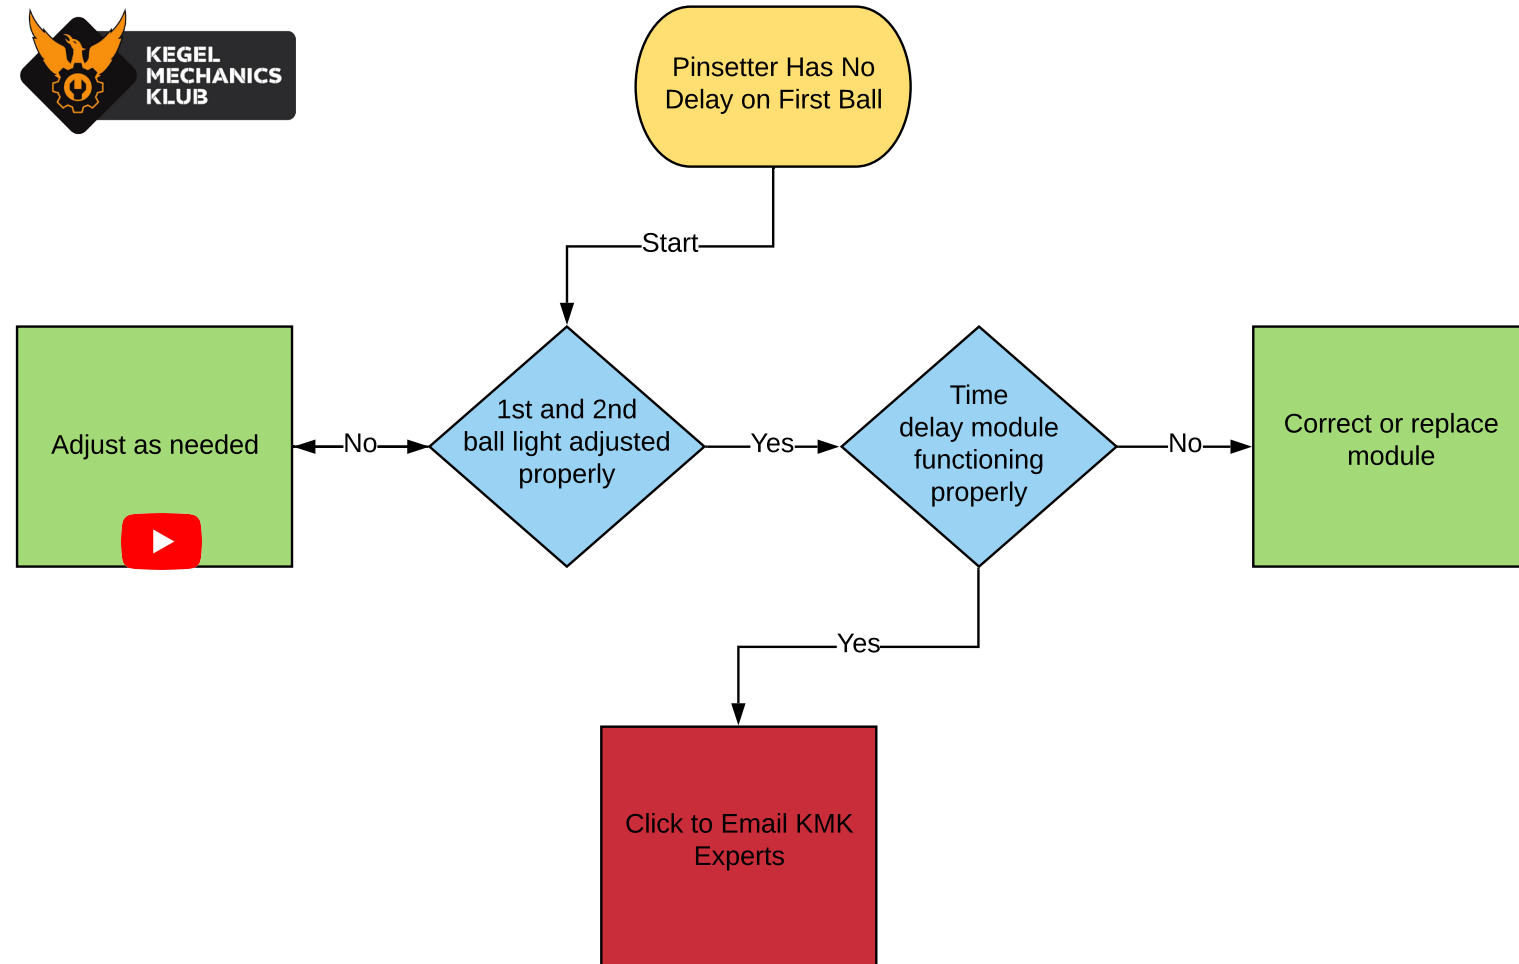 KEGEL
MECHANICS
KLUB
Pinsetter Has No
Delay on First Ball
Start
Adjust as needed
No
1st and 2nd
ball light adjusted
properly
Yes
Time
delay module
functioning
properly
No
Correct or replace
module
Yes
Click to Email KMK
Experts